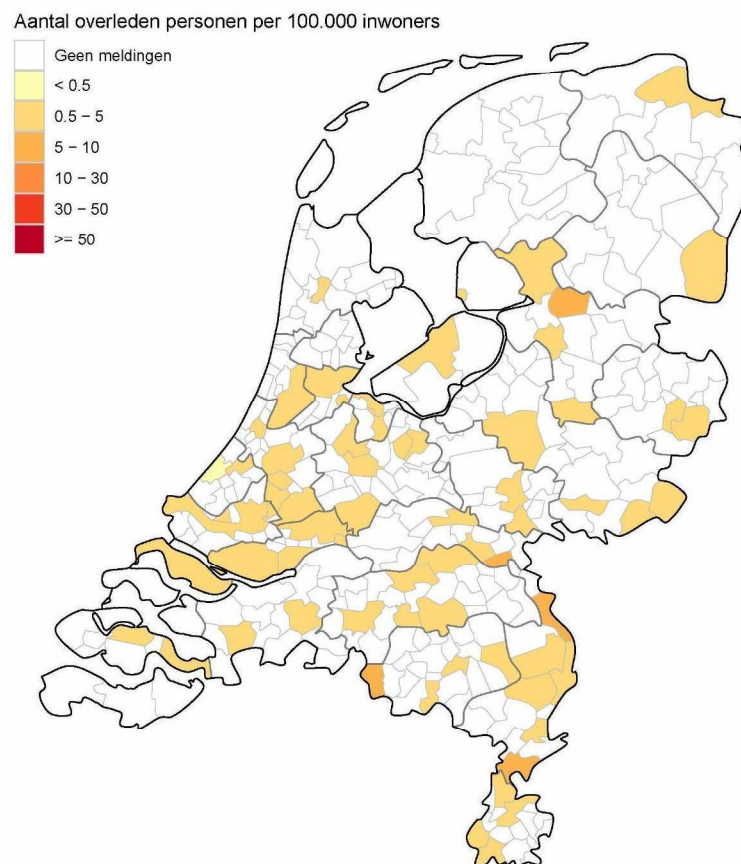 Aantal overleden personen per 100.000 inwoners
Geen meldingen
< 0.5
0.5 – 5
5 – 10
10 – 30
30 – 50
>= 50